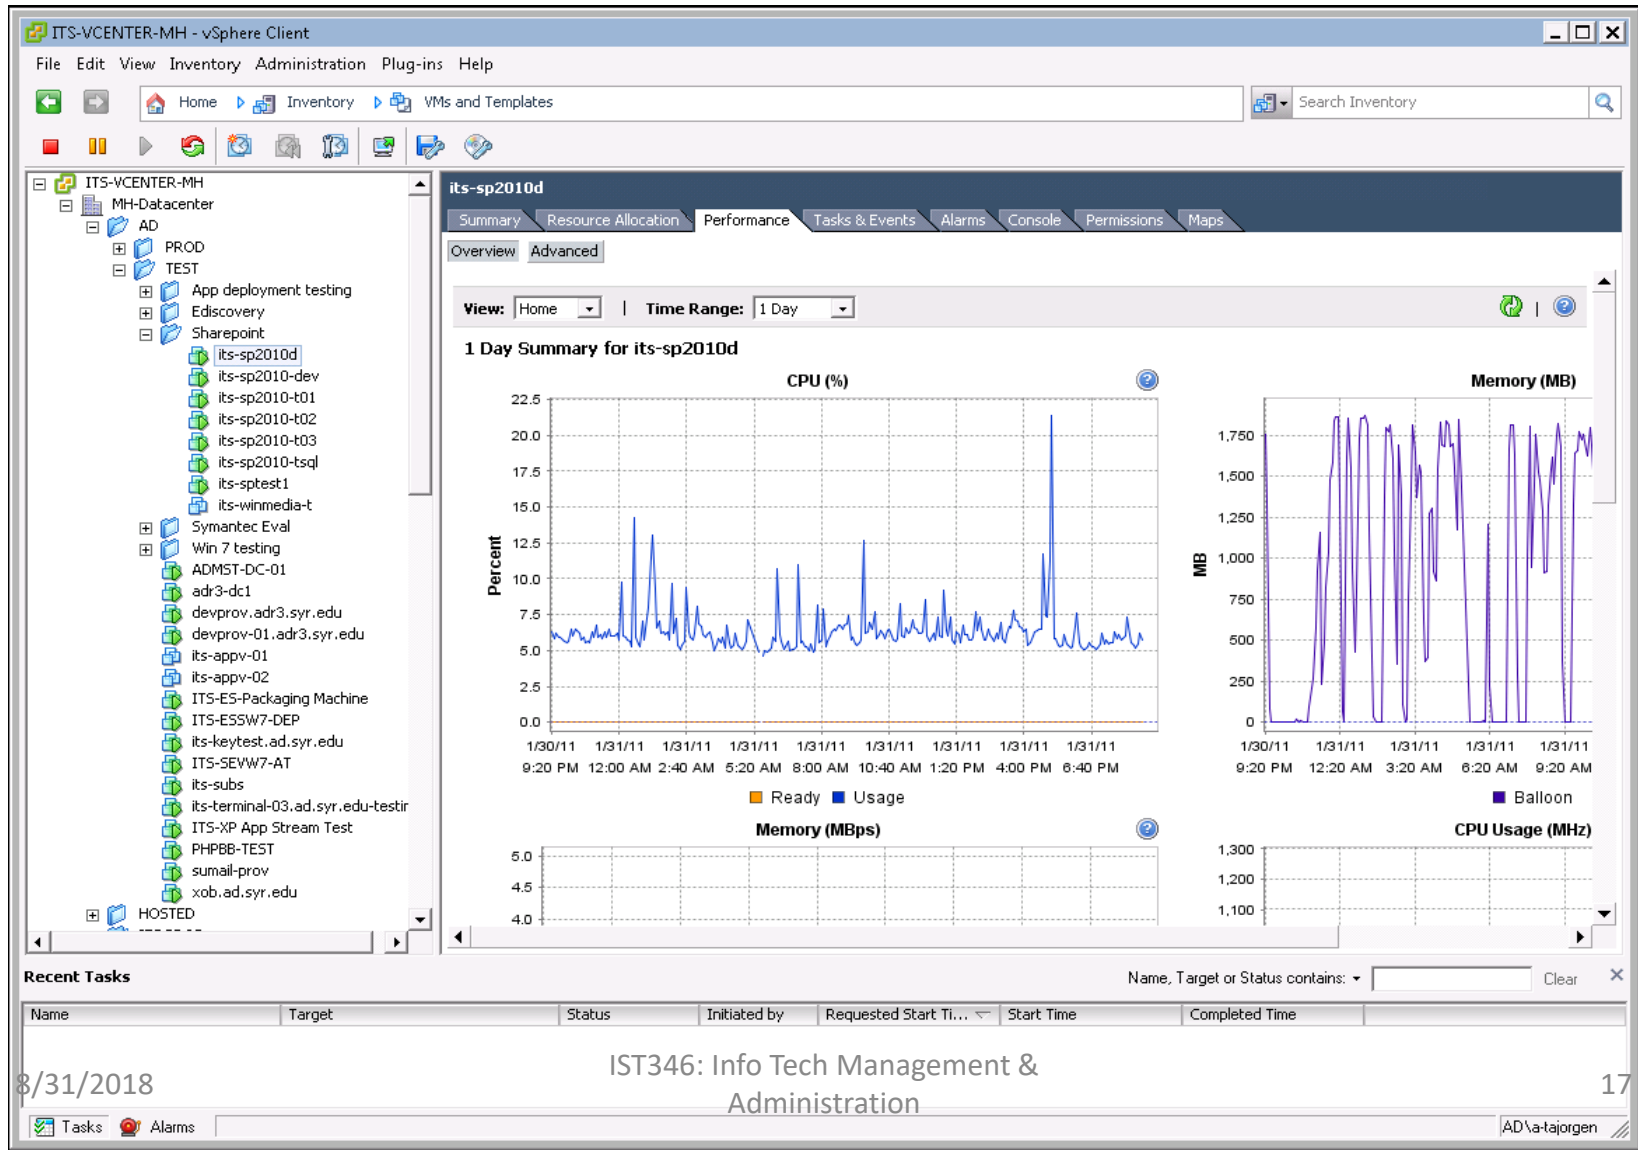 ITS-VCENTER-MH - vSphere Client
File Edit View Inventory Administration Plug-ins Help
Home Inventory VMs and Templates
Search Inventory
ITS-VCENTER-MH
MH-Datacenter
AD
PROD
TEST
App deployment testing
Ediscovery
Sharepoint
its-sp2010d
its-sp2010-dev
its-sp2010-t01
its-sp2010-t02
its-sp2010-t03
its-sp2010-tsql
its-sptest1
its-winmedia-t
Symantec Eval
Win 7 testing
ADMST-DC-01
adr3-dc1
devprov.adr3.syr.edu
devprov-01.adr3.syr.edu
its-appv-01
its-appv-02
ITS-ES-Packaging Machine
ITS-ESSW7-DEP
its-keytest.ad.syr.edu
ITS-SEVW7-AT
its-subs
its-terminal-03.ad.syr.edu-testir
ITS-XP App Stream Test
PHPBB-TEST
sumail-prov
xob.ad.syr.edu
HOSTED
its-sp2010d
Summary Resource Allocation Performance Tasks & Events Alarms Console Permissions Maps
Overview Advanced
View: Home | Time Range: 1 Day |
1 Day Summary for its-sp2010d
CPU (%)
22.5
20.0
17.5
15.0
12.5
10.0
7.5
5.0
2.5
0.0
Percent
1/30/11 1/31/11 1/31/11 1/31/11 1/31/11 1/31/11 1/31/11 1/31/11 1/31/11
9:20 PM 12:00 AM 2:40 AM 5:20 AM 8:00 AM 10:40 AM 1:20 PM 4:00 PM 6:40 PM
Ready Usage
Memory (MB)
1,750
1,500
1,250
1,000
750
500
250
0
MB
1/30/11 1/31/11 1/31/11 1/31/11 1/31/11
9:20 PM 12:20 AM 3:20 AM 6:20 AM 9:20 AM
Balloon
Memory (MBps)
5.0
4.5
4.0
CPU Usage (MHz)
1,300
1,200
1,100
Recent Tasks
Name, Target or Status contains: Clear
Name Target Status Initiated by Requested Start Ti... Start Time Completed Time
8/31/2018
IST346: Info Tech Management &
Administration
17
Tasks Alarms
AD\a-tajorgen